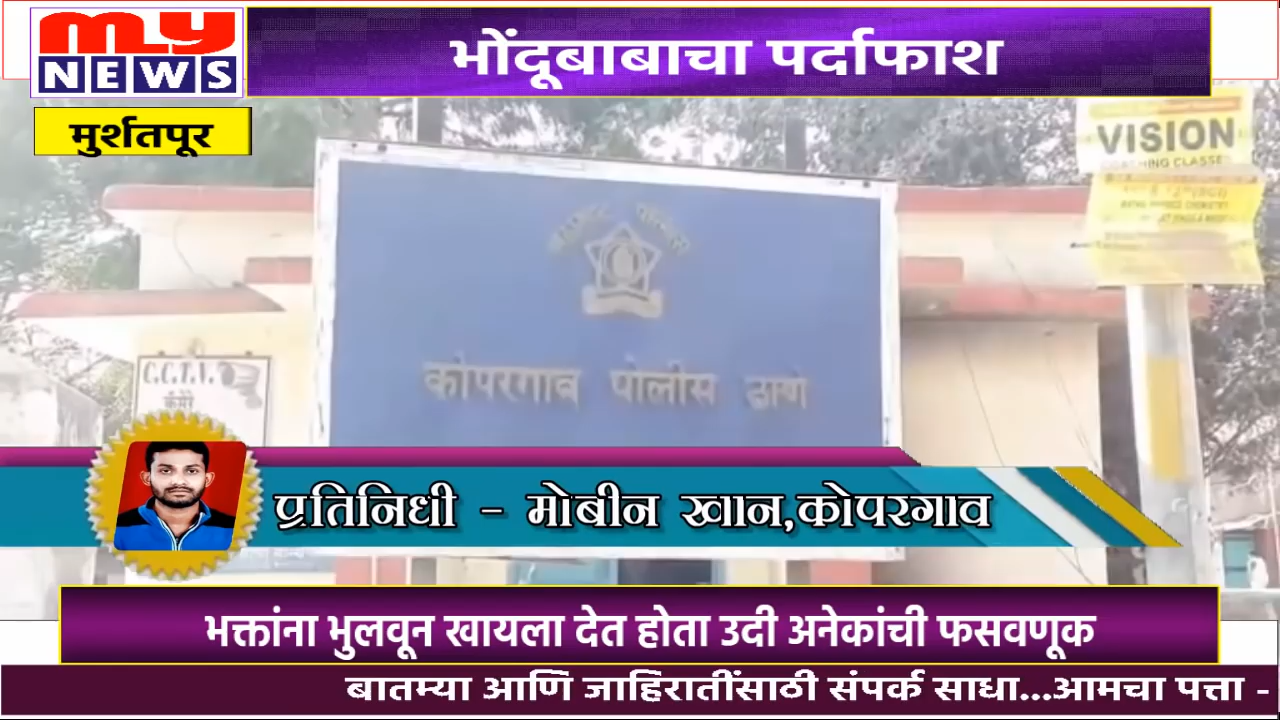 my
NEWS
भोंदूबाबाचा पर्दाफाश
मुर्शतपूर
VISION
कोपरगाव पोलीस ठाणे
C.C.T.V.
कॅमेरे
प्रतिनिधी - मोबीन खान,कोपरगाव
भक्तांना भुलवून खायला देत होता उदी अनेकांची फसवणूक
बातम्या आणि जाहिरातींसाठी संपर्क साधा...आमचा पत्ता -